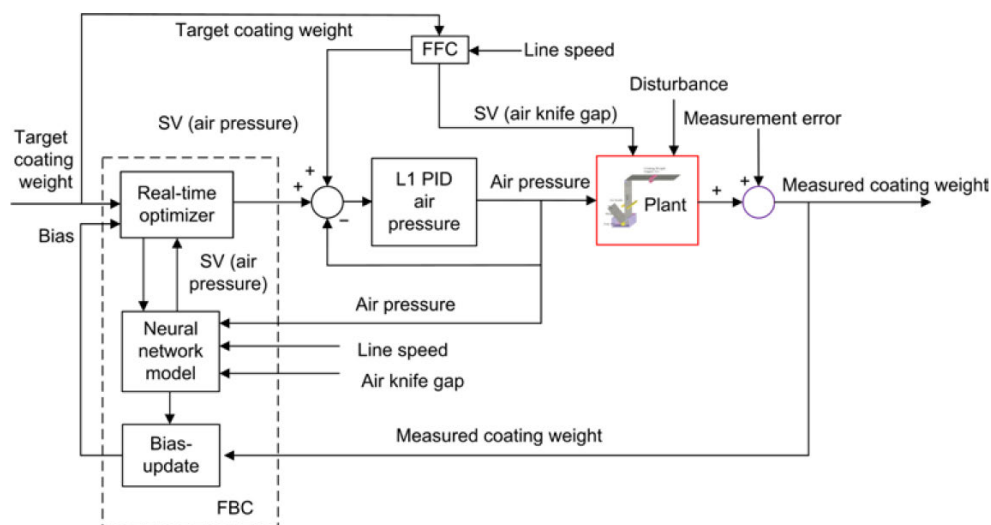 Target coating weight
FFC
Line speed
Disturbance
SV (air pressure)
SV (air knife gap)
Measurement error
Target
coating
weight
Real-time
optimizer
+
+
−
L1 PID
air
pressure
Air pressure
Plant
+
+
Measured coating weight
Bias
SV (air
pressure)
Air pressure
Neural
network
model
Line speed
Air knife gap
Measured coating weight
Bias-
update
FBC